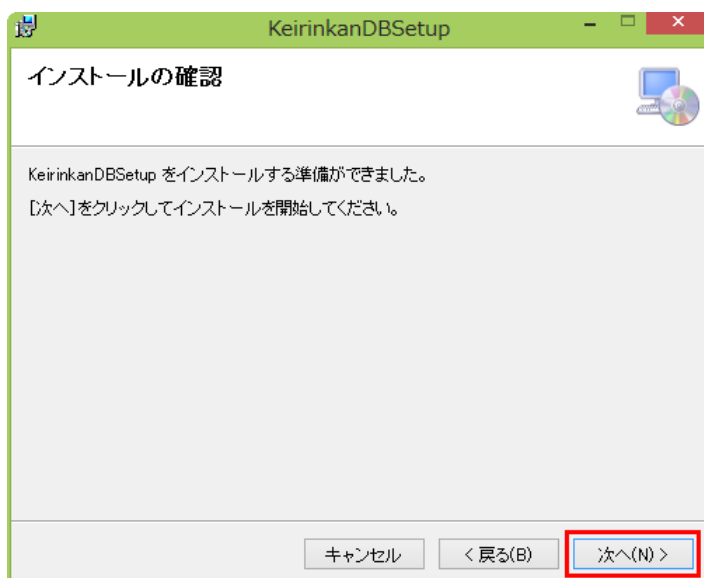 KeirinkanDBSetup
インストールの確認
KeirinkanDBSetup をインストールする準備ができました。
[次へ]をクリックしてインストールを開始してください。
キャンセル
< 戻る(B)
次へ(N) >